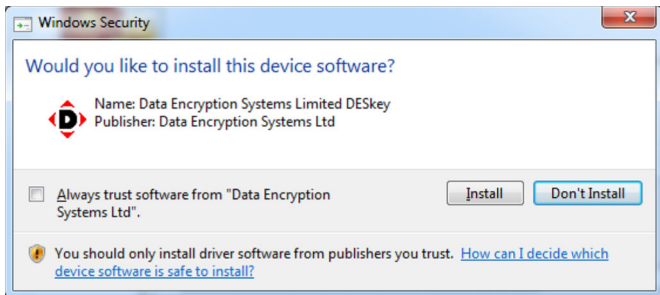 Windows Security
Would you like to install this device software?
Name: Data Encryption Systems Limited DESkey
Publisher: Data Encryption Systems Ltd
D
Always trust software from "Data Encryption
Systems Ltd".
Install
Don't Install
You should only install driver software from publishers you trust. How can I decide which
device software is safe to install?